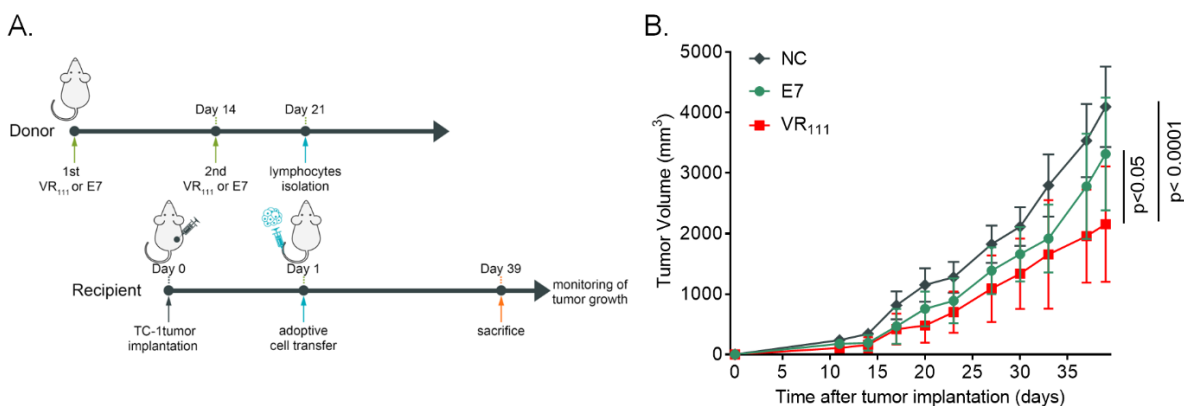 A.
Day 14
Day 21
Donor
1st
VR₁₁₁ or E7
2nd
VR₁₁₁ or E7
lymphocytes
isolation
Day 0
Day 1
Day 39
Recipient
monitoring of
tumor growth
TC-1tumor
implantation
adoptive
cell transfer
sacrifice
B.
5000
4000
3000
2000
1000
0
Tumor Volume (mm³)
NC
E7
VR₁₁₁
p<0.05
p< 0.0001
0 5 10 15 20 25 30 35
Time after tumor implantation (days)